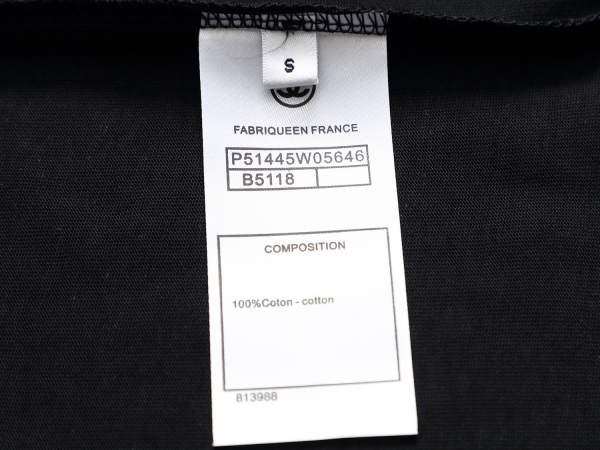 S
FABRIQUEEN FRANCE
P51445W05646
B5118
COMPOSITION
100%Coton - cotton
813988